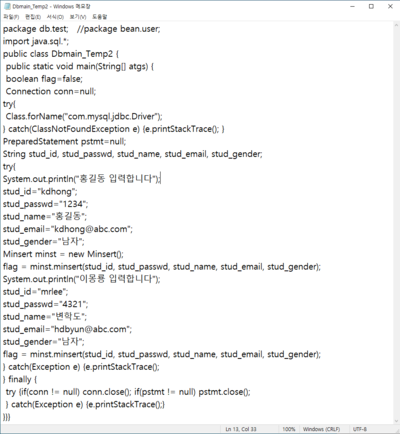 Dbmain_Temp2 - Windows 메모장
파일(F) 편집(E) 서식(O) 보기(V) 도움말
package db.test;   //package bean.user;
import java.sql.*;
public class Dbmain_Temp2 {
 public static void main(String[] atgs) {
 boolean flag=false;
 Connection conn=null;
try{
 Class.forName("com.mysql.jdbc.Driver");
} catch(ClassNotFoundException e) {e.printStackTrace(); }
PreparedStatement pstmt=null;
String stud_id, stud_passwd, stud_name, stud_email, stud_gender;
try{
System.out.println("홍길동 입력합니다");
stud_id="kdhong";
stud_passwd="1234";
stud_name="홍길동";
stud_email="kdhong@abc.com";
stud_gender="남자";
Minsert minst = new Minsert();
flag = minst.minsert(stud_id, stud_passwd, stud_name, stud_email, stud_gender);
System.out.println("이몽룡 입력합니다");
stud_id="mrlee";
stud_passwd="4321";
stud_name="변학도";
stud_email="hdbyun@abc.com";
stud_gender="남자";
flag = minst.minsert(stud_id, stud_passwd, stud_name, stud_email, stud_gender);
} catch(Exception e) {e.printStackTrace();
} finally {
 try {if(conn != null) conn.close(); if(pstmt != null) pstmt.close();
 } catch(Exception e) {e.printStackTrace();}
}}}
Ln 13, Col 33 100% Windows (CRLF) UTF-8